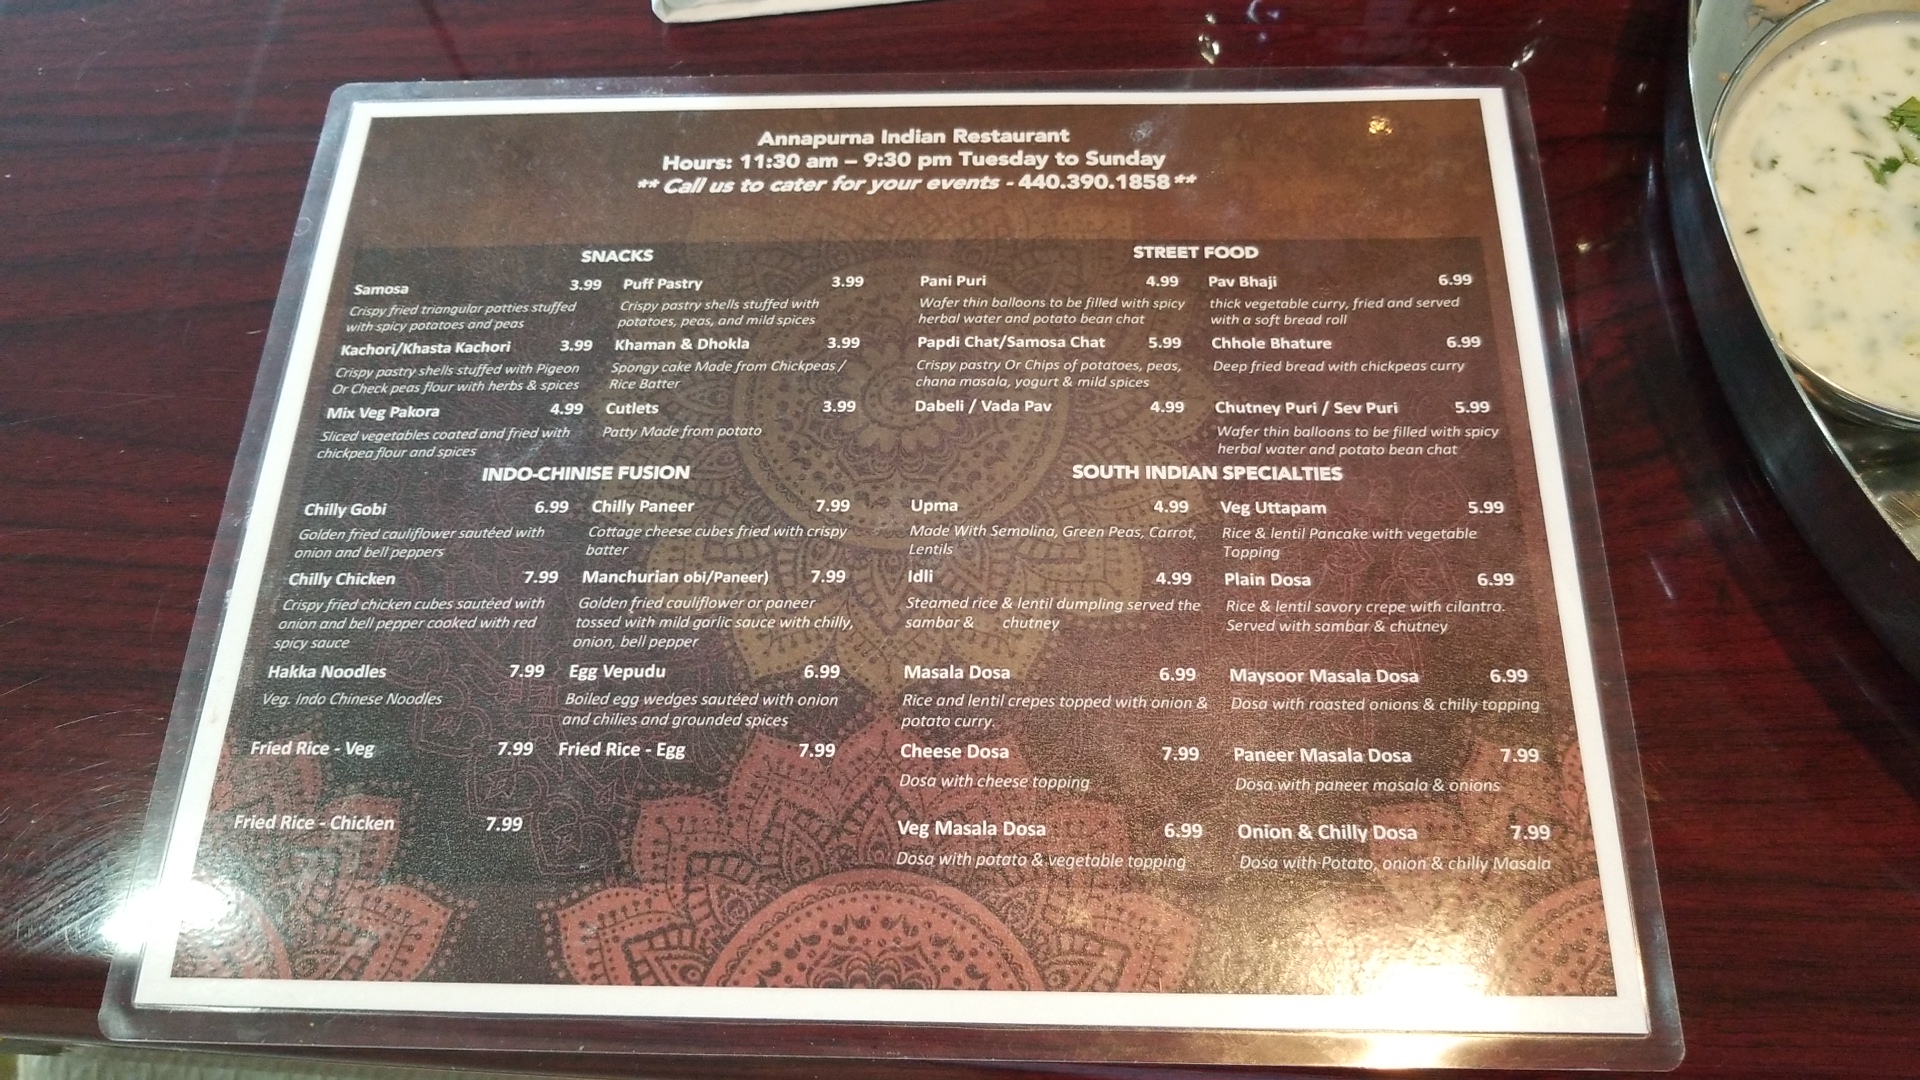 Annapurna Indian Restaurant
Hours: 11:30 am – 9:30 pm Tuesday to Sunday
** Call us to cater for your events - 440.390.1858 **
SNACKS
Samosa 3.99
Crispy fried triangular patties stuffed
with spicy potatoes and peas
Kachori/Khasta Kachori 3.99
Crispy pastry shells stuffed with Pigeon
Or Check peas flour with herbs & spices
Mix Veg Pakora 4.99
Sliced vegetables coated and fried with
chickpea flour and spices
Puff Pastry 3.99
Crispy pastry shells stuffed with
potatoes, peas, and mild spices
Khaman & Dhokla 3.99
Spongy cake Made from Chickpeas /
Rice Batter
Cutlets 3.99
Patty Made from potato
STREET FOOD
Pani Puri 4.99
Wafer thin balloons to be filled with spicy
herbal water and potato bean chat
Papdi Chat/Samosa Chat 5.99
Crispy pastry Or Chips of potatoes, peas,
chana masala, yogurt & mild spices
Dabeli / Vada Pav 4.99
Pav Bhaji 6.99
thick vegetable curry, fried and served
with a soft bread roll
Chhole Bhature 6.99
Deep fried bread with chickpeas curry
Chutney Puri / Sev Puri 5.99
Wafer thin balloons to be filled with spicy
herbal water and potato bean chat
INDO-CHINISE FUSION
Chilly Gobi 6.99
Golden fried cauliflower sautéed with
onion and bell peppers
Chilly Chicken 7.99
Crispy fried chicken cubes sautéed with
onion and bell pepper cooked with red
spicy sauce
Hakka Noodles 7.99
Veg. Indo Chinese Noodles
Fried Rice - Veg 7.99
Fried Rice - Chicken 7.99
Chilly Paneer 7.99
Cottage cheese cubes fried with crispy
batter
Manchurian obi/Paneer) 7.99
Golden fried cauliflower or paneer
tossed with mild garlic sauce with chilly,
onion, bell pepper
Egg Vepudu 6.99
Boiled egg wedges sautéed with onion
and chilies and grounded spices
Fried Rice - Egg 7.99
SOUTH INDIAN SPECIALTIES
Upma 4.99
Made With Semolina, Green Peas, Carrot,
Lentils
Idli 4.99
Steamed rice & lentil dumpling served the
sambar & chutney
Masala Dosa 6.99
Rice and lentil crepes topped with onion &
potato curry.
Cheese Dosa 7.99
Dosa with cheese topping
Veg Masala Dosa 6.99
Dosa with potato & vegetable topping
Veg Uttapam 5.99
Rice & lentil Pancake with vegetable
Topping
Plain Dosa 6.99
Rice & lentil savory crepe with cilantro.
Served with sambar & chutney
Maysoor Masala Dosa 6.99
Dosa with roasted onions & chilly topping
Paneer Masala Dosa 7.99
Dosa with paneer masala & onions
Onion & Chilly Dosa 7.99
Dosa with Potato, onion & chilly Masala